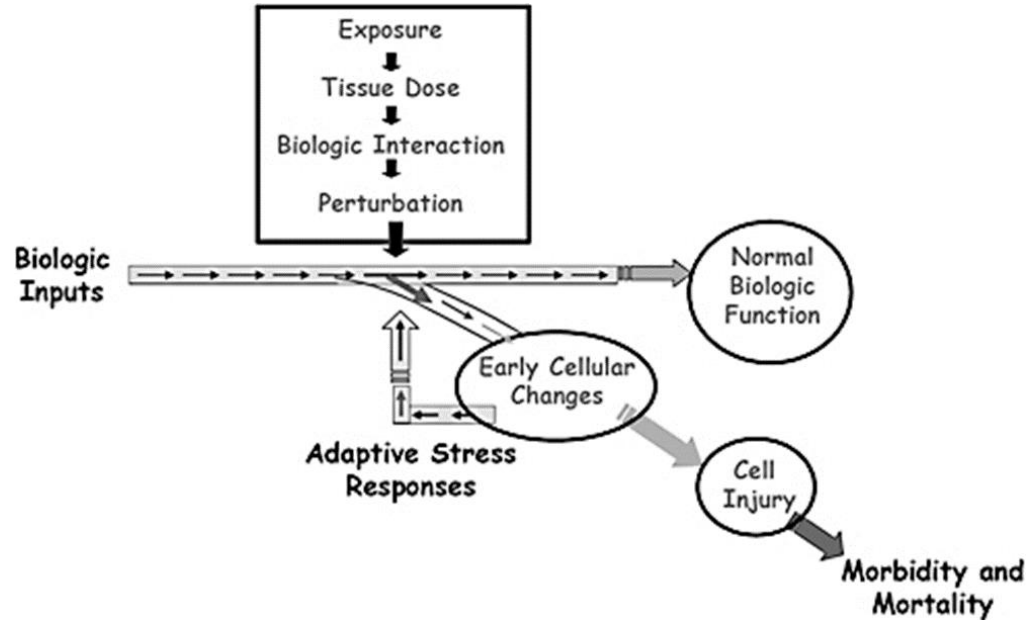 Exposure
Tissue Dose
Biologic Interaction
Perturbation
Biologic
Inputs
Normal
Biologic
Function
Early Cellular
Changes
Adaptive Stress
Responses
Cell
Injury
Morbidity and
Mortality